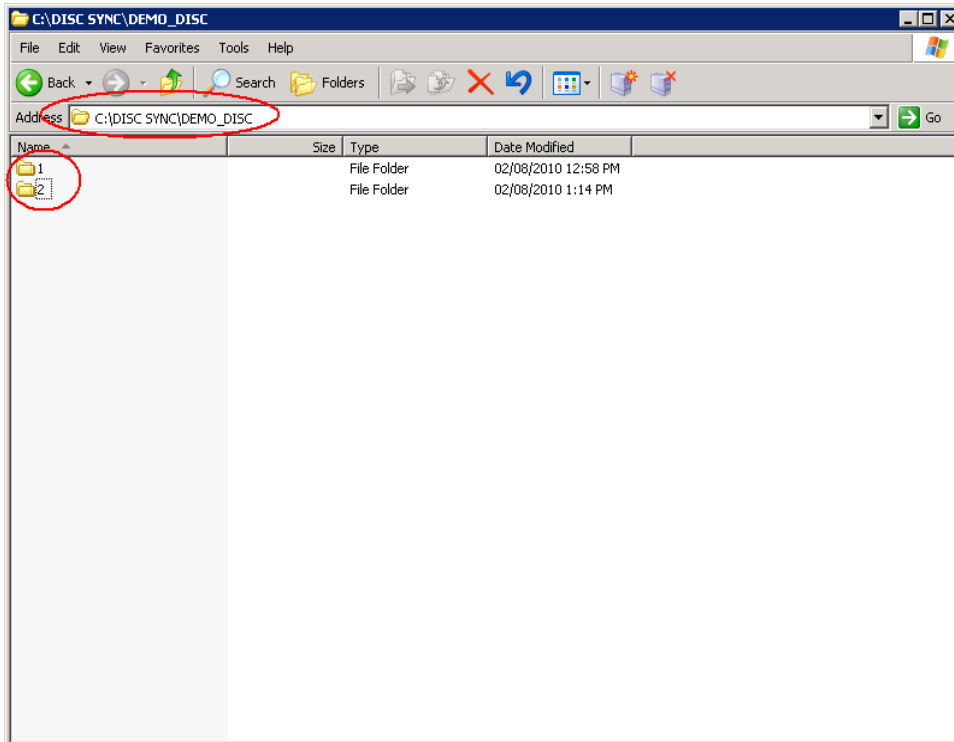 C:\DISC SYNC\DEMO_DISC
File Edit View Favorites Tools Help
Back Search Folders
Address C:\DISC SYNC\DEMO_DISC Go
Name Size Type Date Modified
1 File Folder 02/08/2010 12:58 PM
2 File Folder 02/08/2010 1:14 PM